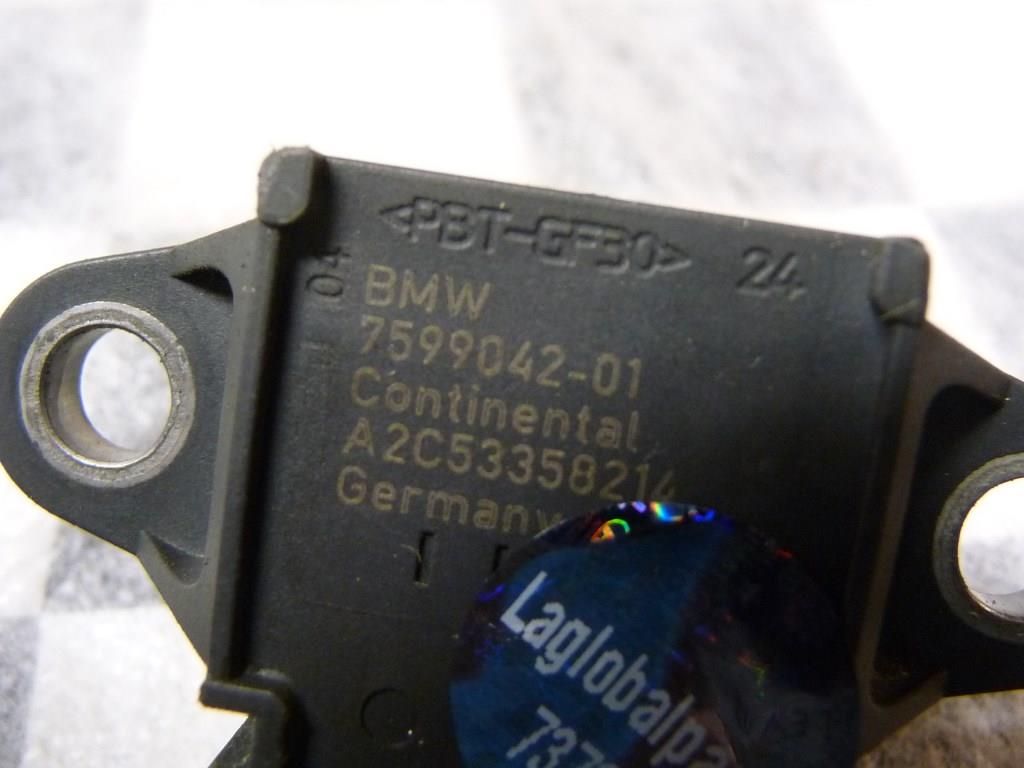 >PBT-GF30<
24
04
BMW
7599042-01
Continental
A2C53358214
Germany
Laglobalpa
737